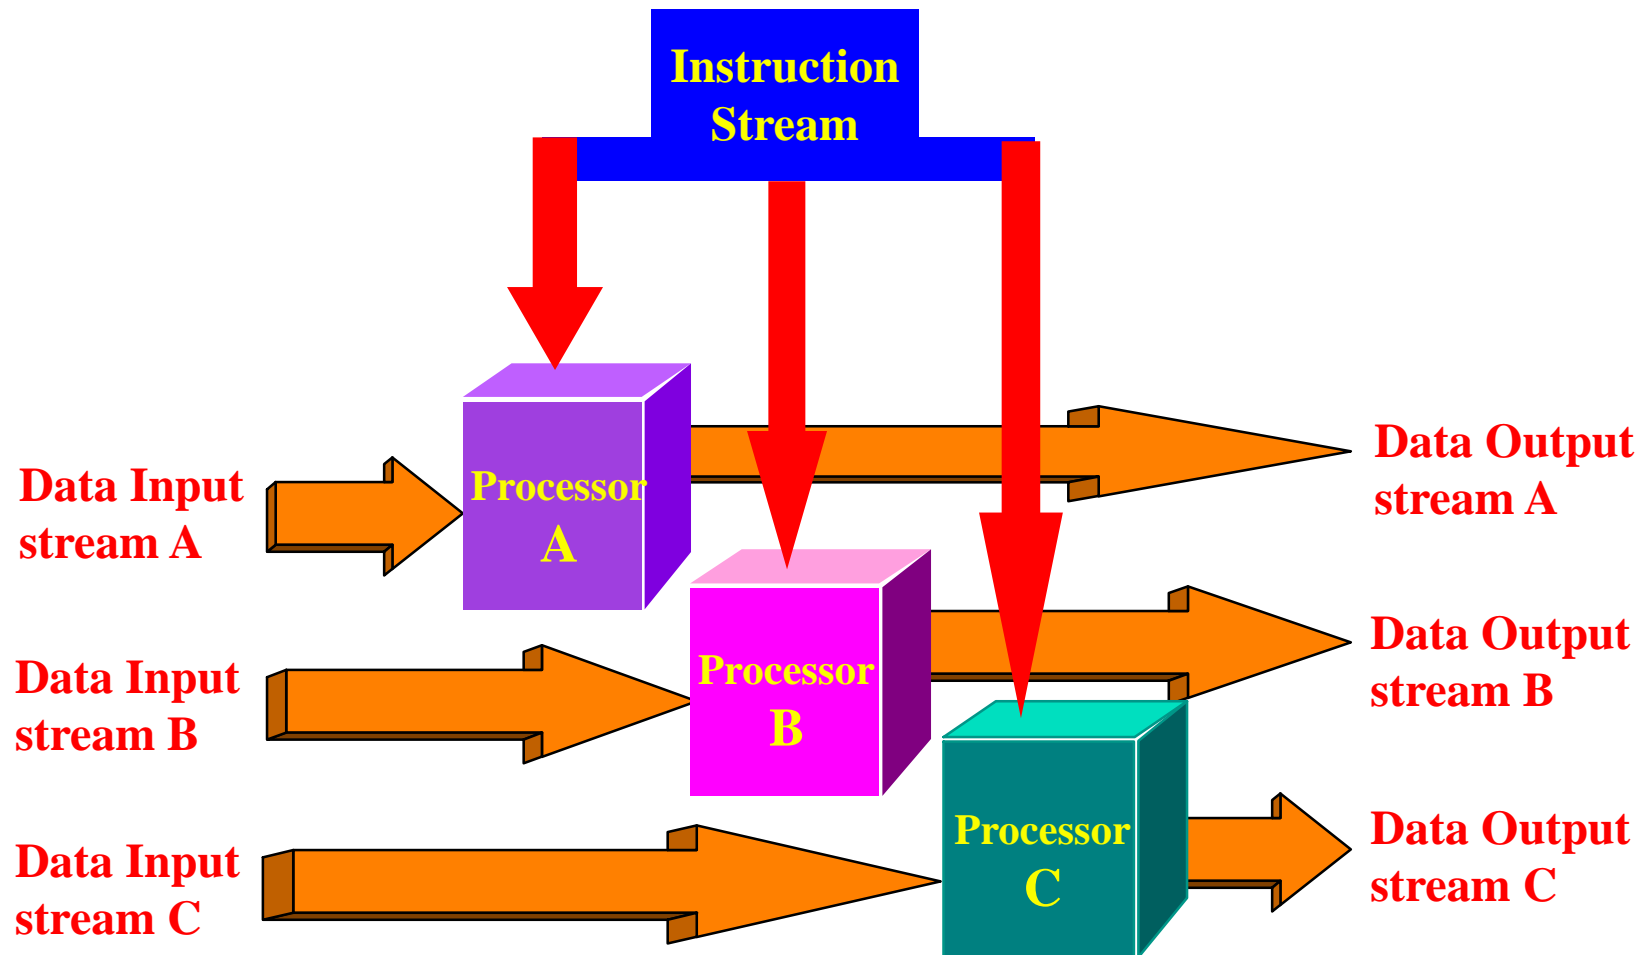 Instruction
Stream
Data Input
stream A
Processor
A
Data Output
stream A
Data Input
stream B
Processor
B
Data Output
stream B
Data Input
stream C
Processor
C
Data Output
stream C